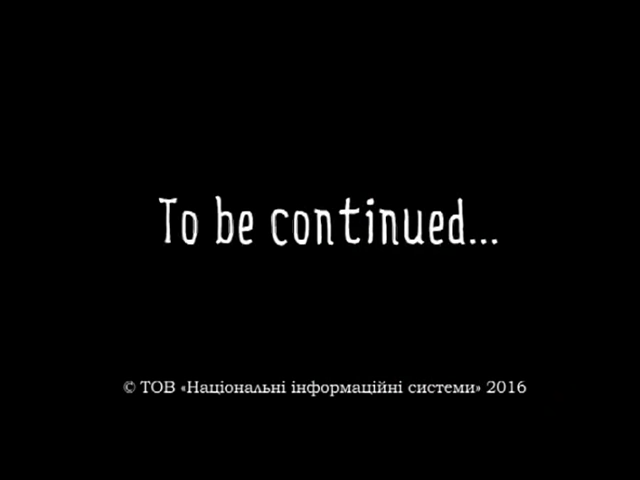 To be continued...
© ТОВ «Національні інформаційні системи» 2016